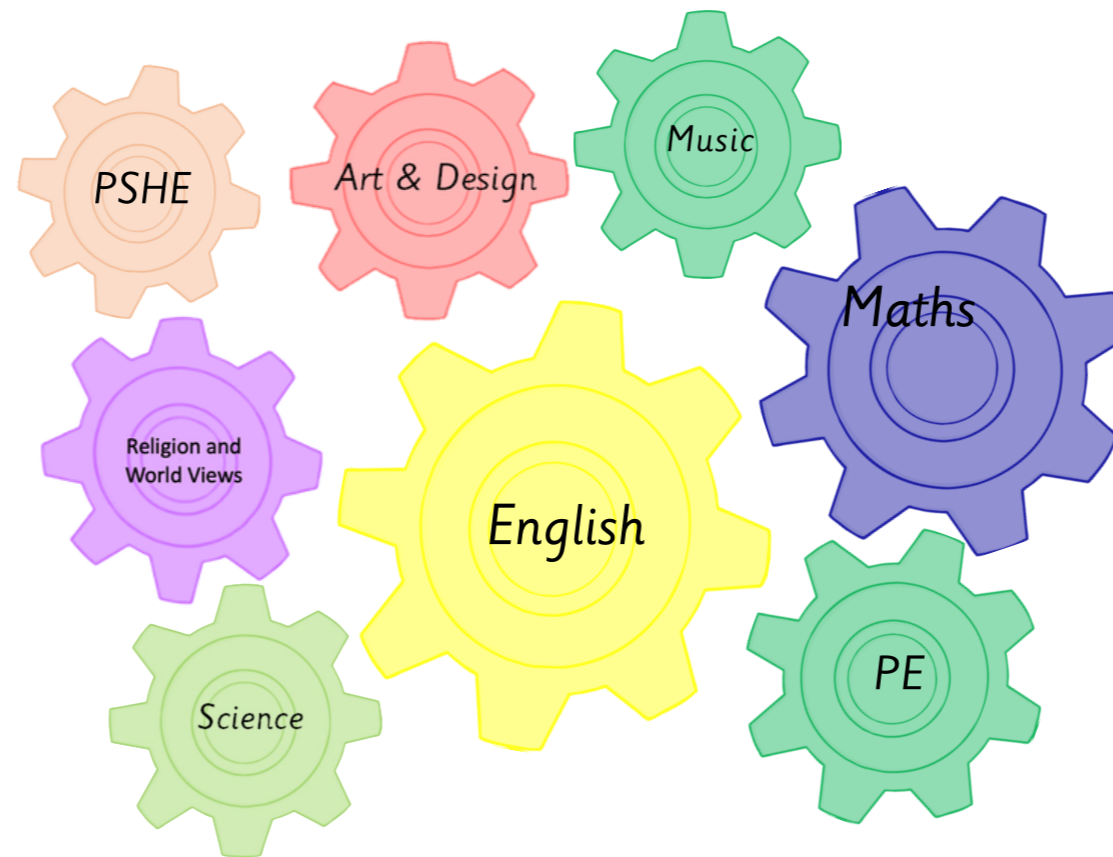 PSHE
Art & Design
Music
Maths
Religion and
World Views
English
Science
PE